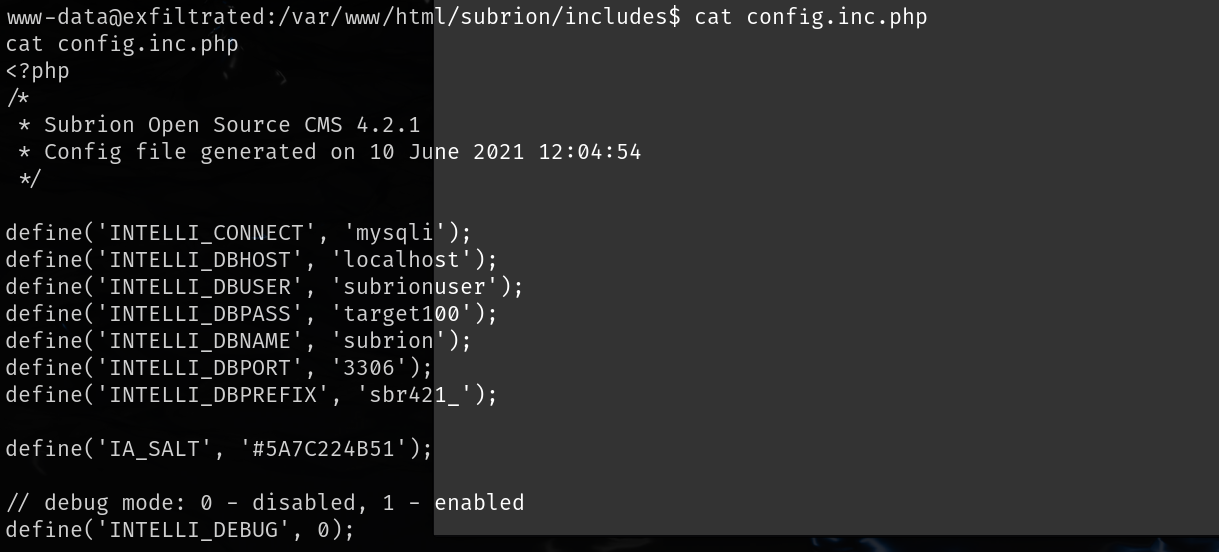 www-data@exfiltrated:/var/www/html/subrion/includes$ cat config.inc.php
cat config.inc.php
<?php
/*
 * Subrion Open Source CMS 4.2.1
 * Config file generated on 10 June 2021 12:04:54
 */

define('INTELLI_CONNECT', 'mysqli');
define('INTELLI_DBHOST', 'localhost');
define('INTELLI_DBUSER', 'subrionuser');
define('INTELLI_DBPASS', 'target100');
define('INTELLI_DBNAME', 'subrion');
define('INTELLI_DBPORT', '3306');
define('INTELLI_DBPREFIX', 'sbr421_');

define('IA_SALT', '#5A7C224B51');

// debug mode: 0 - disabled, 1 - enabled
define('INTELLI_DEBUG', 0);